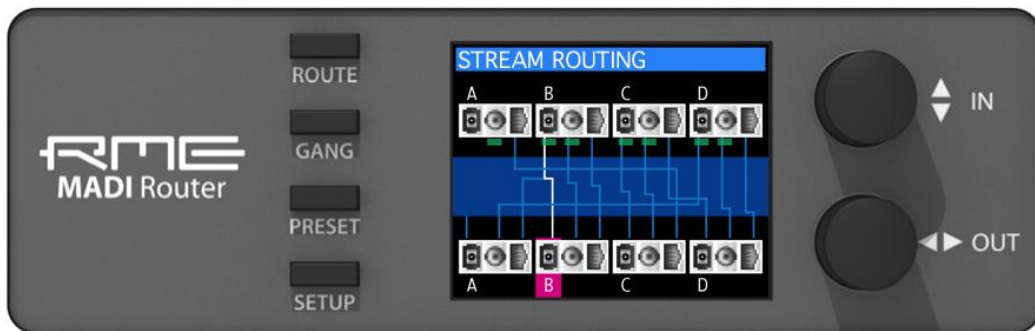 RME
MADI Router
ROUTE
GANG
PRESET
SETUP
STREAM ROUTING
A B C D
A B C D
IN
OUT